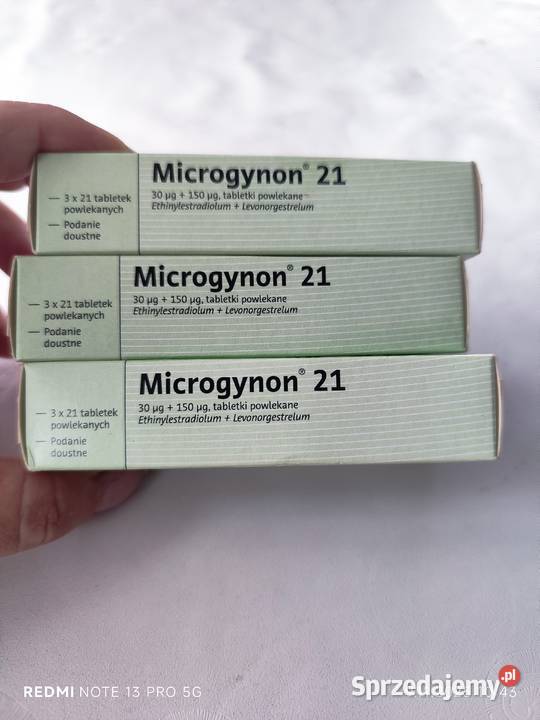 Microgynon® 21
30 µg + 150 µg, tabletki powlekane
Ethinylestradiolum + Levonorgestrelum
— 3 x 21 tabletek
powlekanych
— Podanie
doustne
Microgynon® 21
30 µg + 150 µg, tabletki powlekane
Ethinylestradiolum + Levonorgestrelum
— 3 x 21 tabletek
powlekanych
— Podanie
doustne
Microgynon® 21
30 µg + 150 µg, tabletki powlekane
Ethinylestradiolum + Levonorgestrelum
— 3 x 21 tabletek
powlekanych
— Podanie
doustne
REDMI NOTE 13 PRO 5G
Sprzedajemy.pl
43